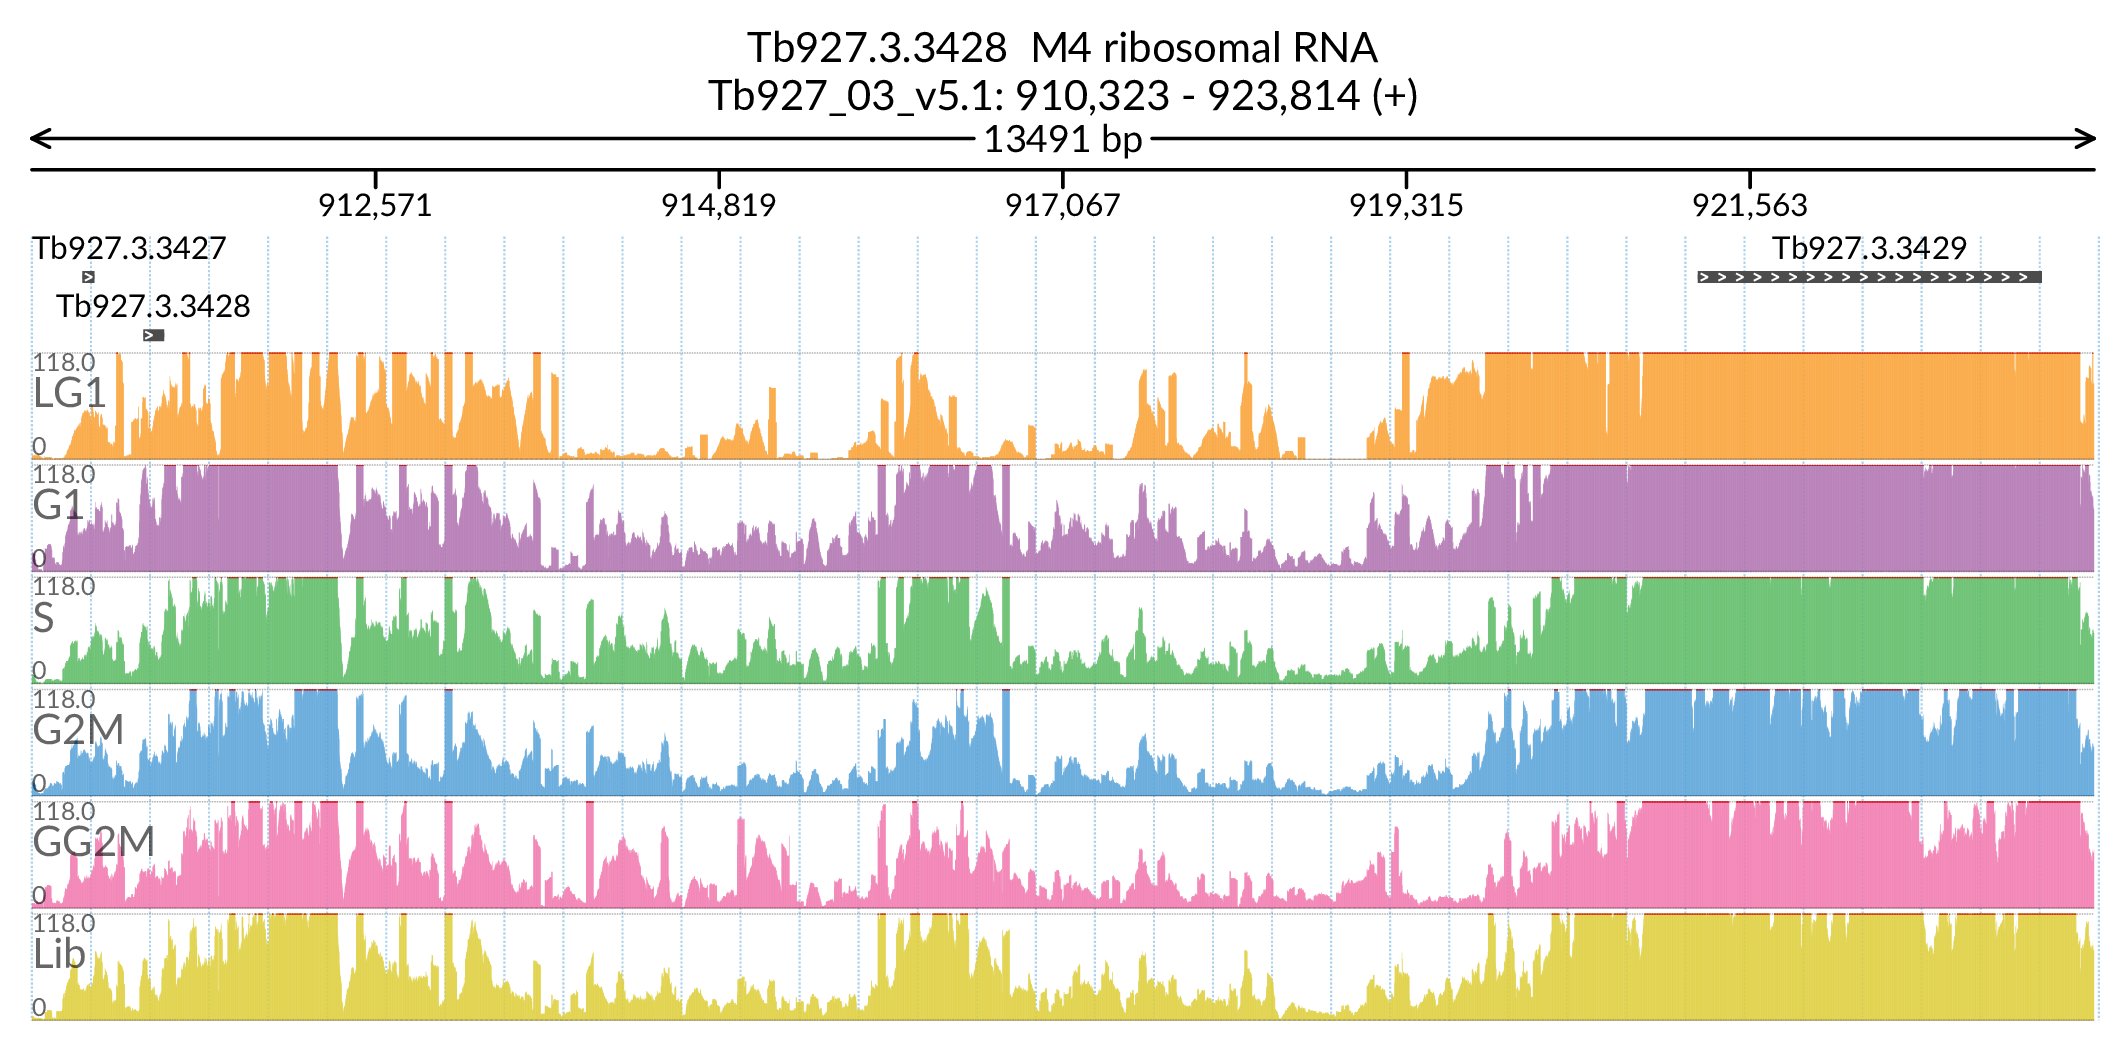 Tb927.3.3428  M4 ribosomal RNA
Tb927_03_v5.1: 910,323 - 923,814 (+)
13491 bp
912,571 914,819 917,067 919,315 921,563
Tb927.3.3427 Tb927.3.3429
Tb927.3.3428
118.0
LG1
0
118.0
G1
0
118.0
S
0
118.0
G2M
0
118.0
GG2M
0
118.0
Lib
0